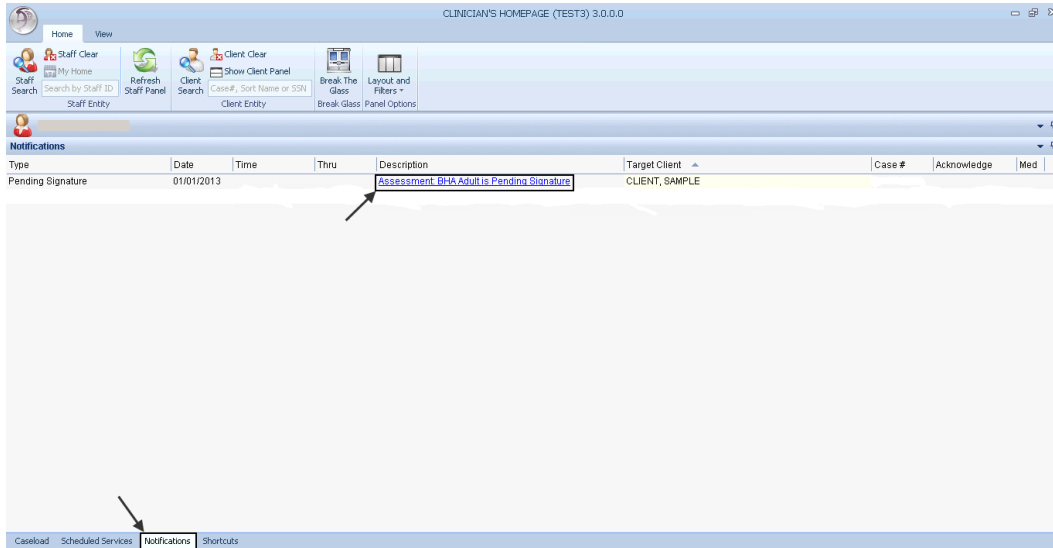 CLINICIAN'S HOMEPAGE (TEST3) 3.0.0.0
Home View
Staff Search
Staff Clear
My Home
Search by Staff ID
Refresh Staff Panel
Staff Entity
Client Search
Client Clear
Show Client Panel
Case#, Sort Name or SSN
Client Entity
Break The Glass
Break Glass
Layout and Filters
Panel Options
Notifications
Type Date Time Thru Description Target Client Case # Acknowledge Med
Pending Signature 01/01/2013 Assessment: BHA Adult is Pending Signature CLIENT, SAMPLE
Caseload Scheduled Services Notifications Shortcuts